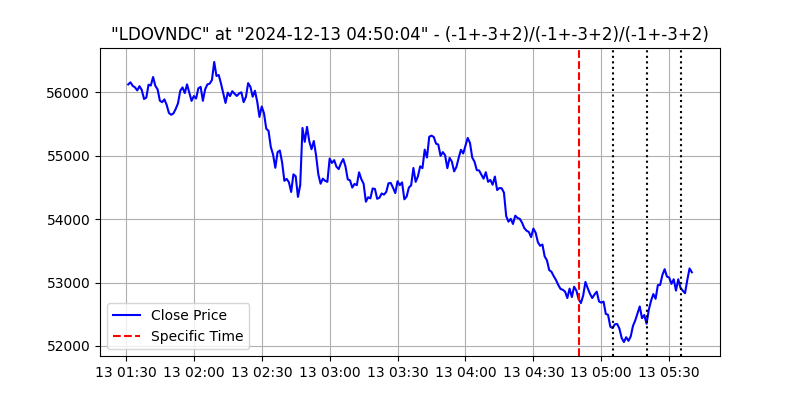 "LDOVNDC" at "2024-12-13 04:50:04" - (-1+-3+2)/(-1+-3+2)/(-1+-3+2)
56000
55000
54000
53000
52000
Close Price
Specific Time
13 01:30 13 02:00 13 02:30 13 03:00 13 03:30 13 04:00 13 04:30 13 05:00 13 05:30